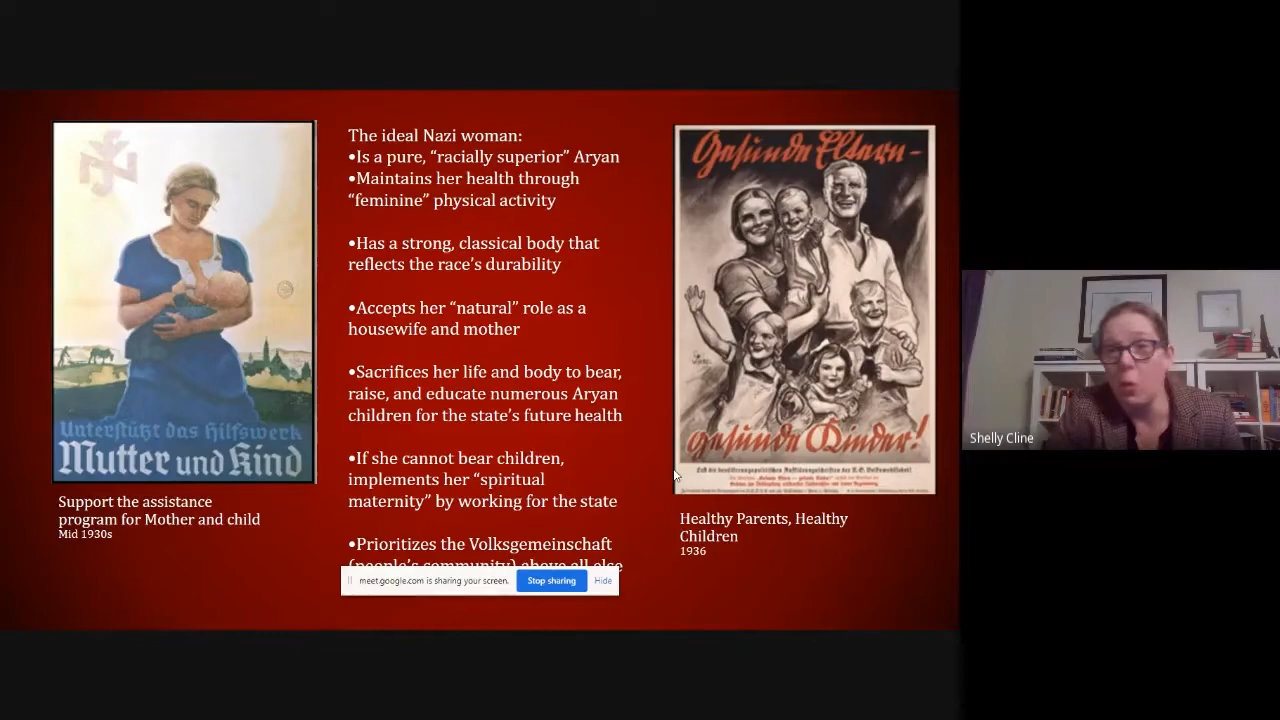 Unterstützt das Hilfswerk
Mutter und Kind
Support the assistance
program for Mother and child
Mid 1930s
The ideal Nazi woman:
•Is a pure, “racially superior” Aryan
•Maintains her health through
“feminine” physical activity
•Has a strong, classical body that
reflects the race’s durability
•Accepts her “natural” role as a
housewife and mother
•Sacrifices her life and body to bear,
raise, and educate numerous Aryan
children for the state’s future health
•If she cannot bear children,
implements her “spiritual
maternity” by working for the state
•Prioritizes the Volksgemeinschaft
(people’s community) above all else
meet.google.com is sharing your screen.
Stop sharing
Hide
Gesunde Eltern-
gesunde Kinder!
Healthy Parents, Healthy
Children
1936
Shelly Cline